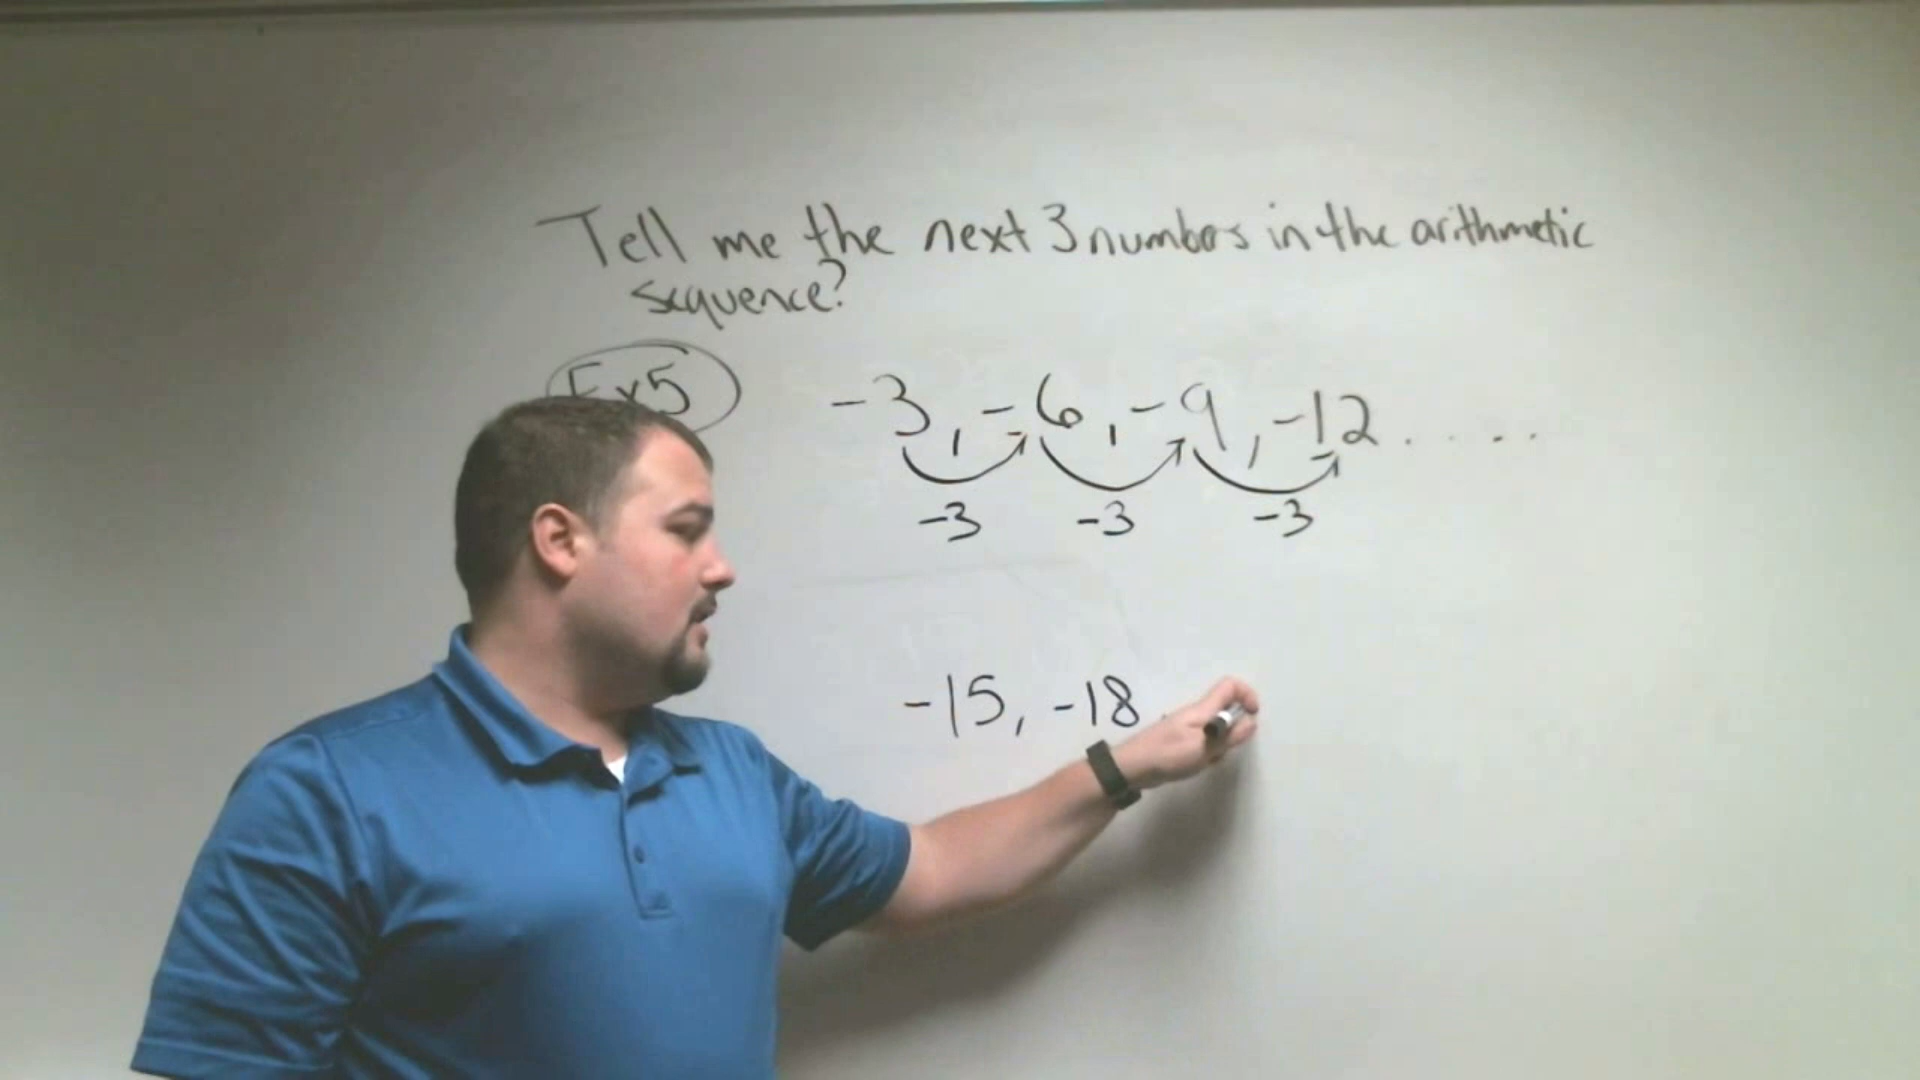 Tell me the next 3 numbers in the arithmetic
sequence?
Ex5
-3, -6, -9, -12.....
-3 -3 -3
-15, -18